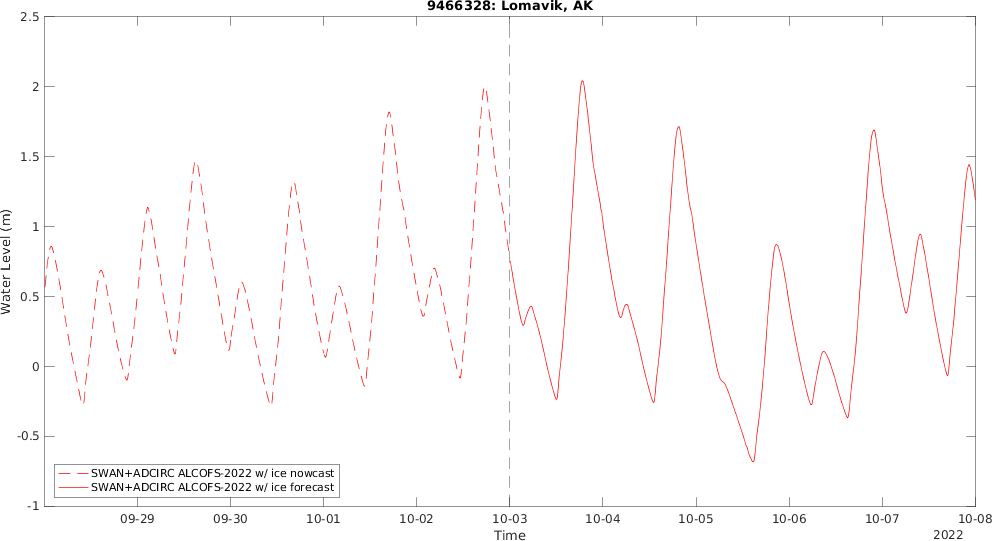 9466328: Lomavik, AK
2.5
2
1.5
1
0.5
0
-0.5
-1
Water Level (m)
SWAN+ADCIRC ALCOFS-2022 w/ ice nowcast
SWAN+ADCIRC ALCOFS-2022 w/ ice forecast
09-29 09-30 10-01 10-02 10-03 10-04 10-05 10-06 10-07 10-08
Time
2022